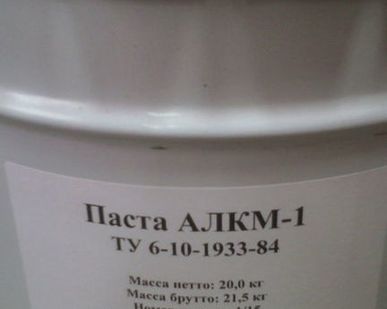 Паста АЛКМ-1
ТУ 6-10-1933-84
Масса нетто: 20,0 кг
Масса брутто: 21,5 кг